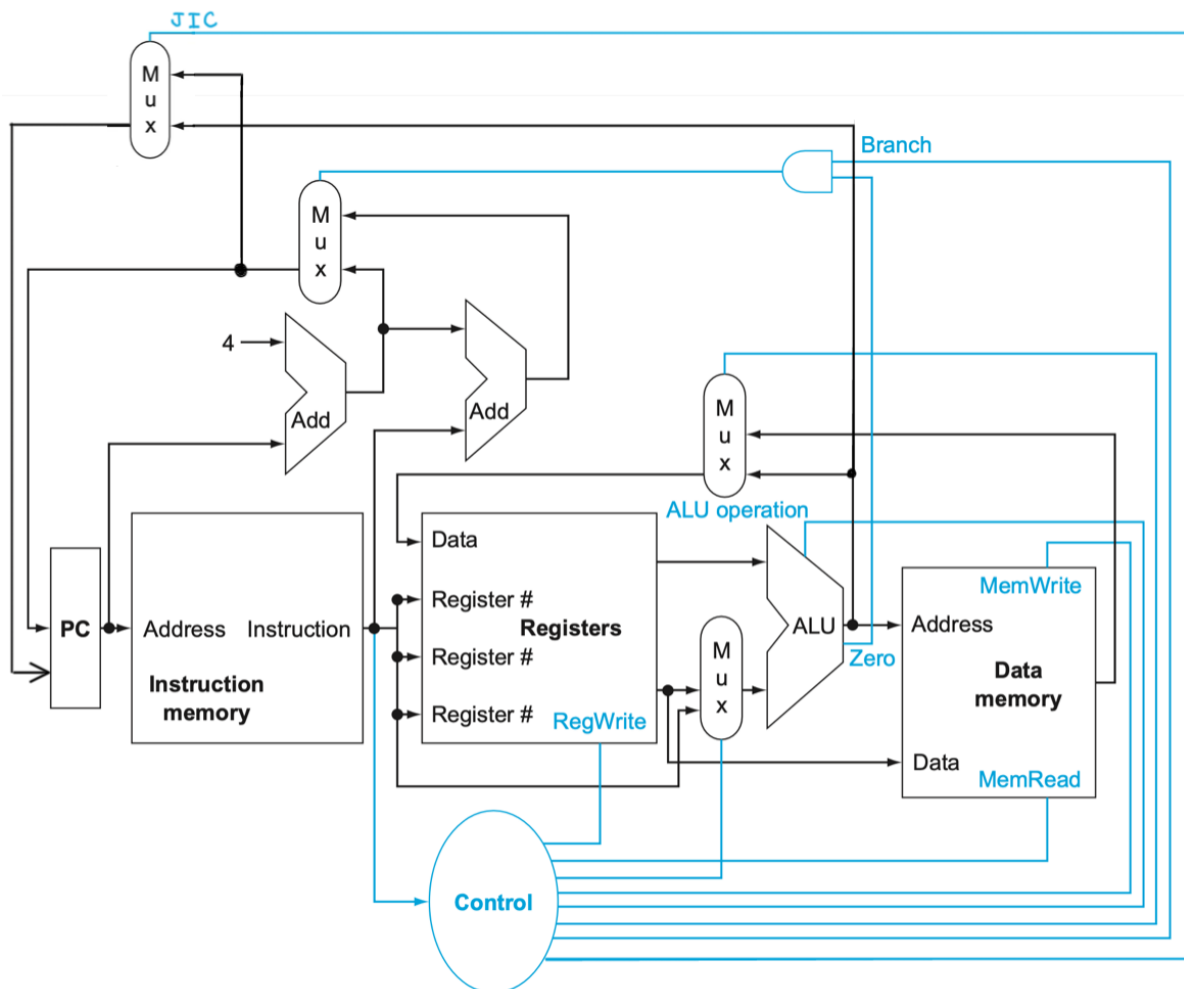 JIC
M
u
x
Branch
M
u
x
4
Add
Add
M
u
x
ALU operation
Data
Register #
Registers
Register #
Register #
RegWrite
PC
Address
Instruction
Instruction
memory
M
u
x
ALU
Zero
MemWrite
Address
Data
memory
Data
MemRead
Control